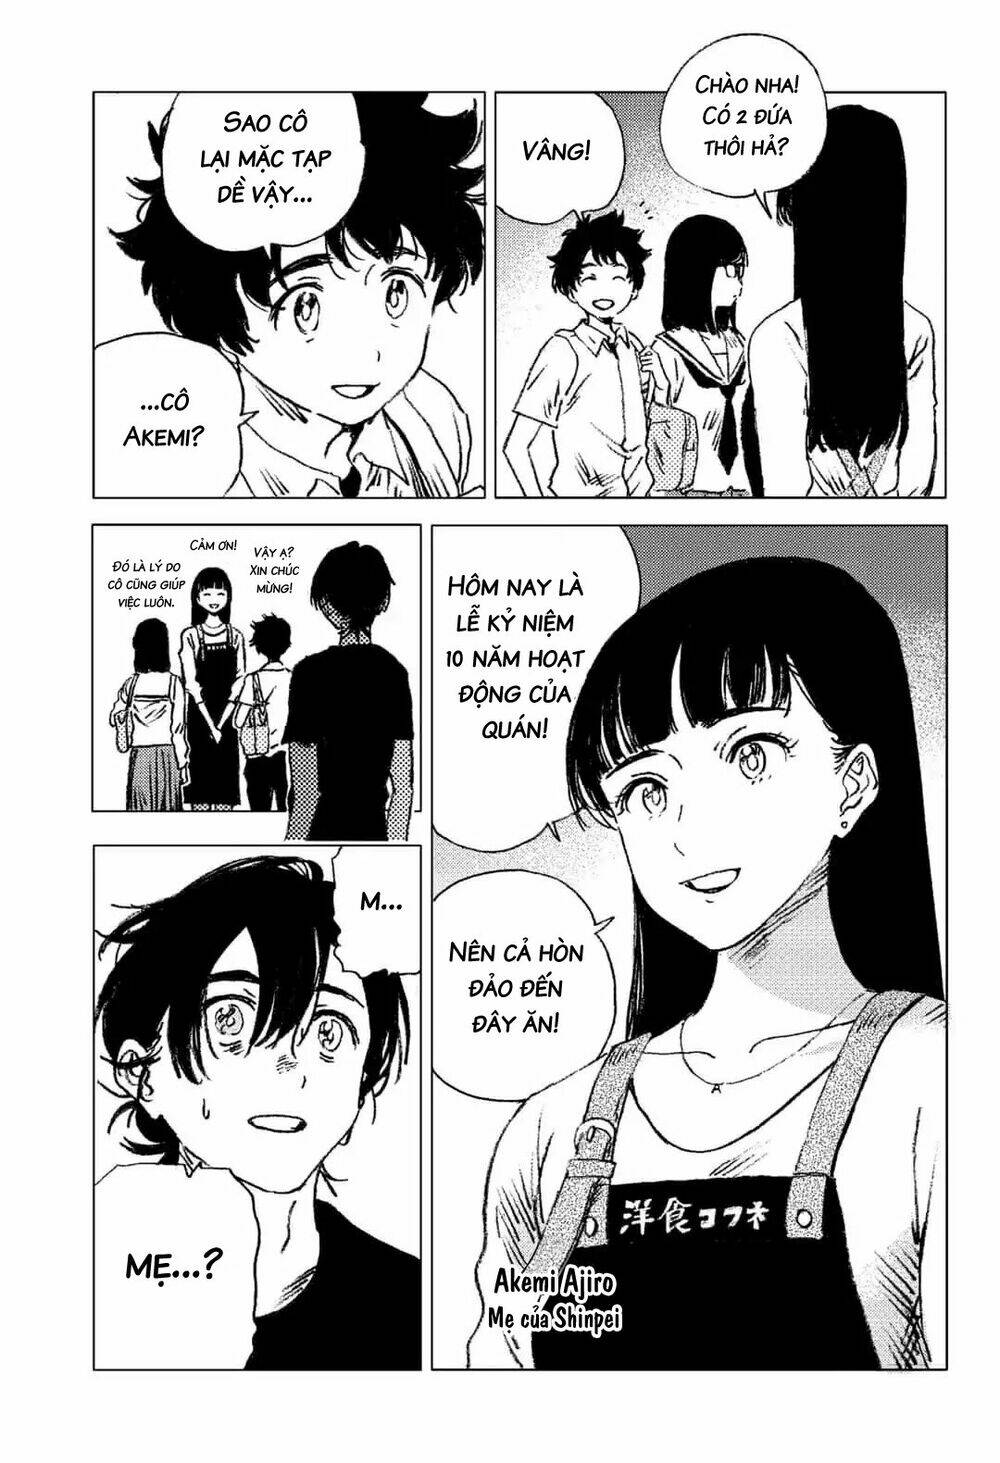 CHÀO NHA!
CÓ 2 ĐỨA
THÔI HẢ?
VÂNG!
SAO CÔ
LẠI MẶC TẠP
DỀ VẬY...
...CÔ
AKEMI?
HÔM NAY LÀ
LỄ KỶ NIỆM
10 NĂM HOẠT
ĐỘNG CỦA
QUÁN!
NÊN CẢ HÒN
ĐẢO ĐẾN
ĐÂY ĂN!
A
洋食コフネ
Akemi Ajiro
Mẹ của Shinpei
VẬY Ạ?
XIN CHÚC
MỪNG!
CẢM ƠN!
ĐÓ LÀ LÝ DO
CÔ CŨNG GIÚP
VIỆC LUÔN.
M...
MẸ...?